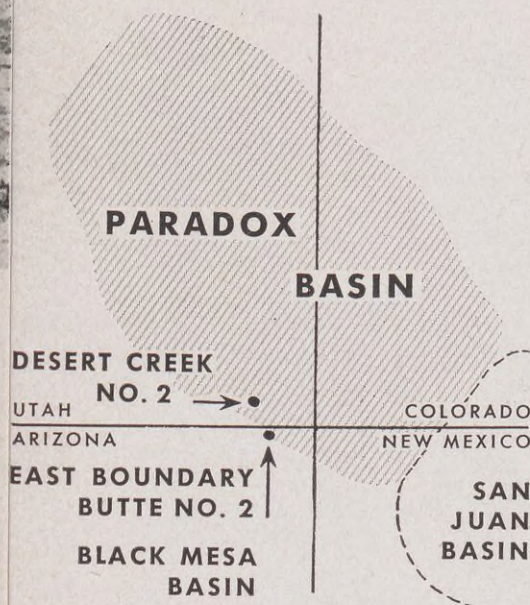 PARADOX
BASIN
DESERT CREEK
NO. 2
UTAH
COLORADO
ARIZONA
NEW MEXICO
EAST BOUNDARY
BUTTE NO. 2
SAN
JUAN
BASIN
BLACK MESA
BASIN